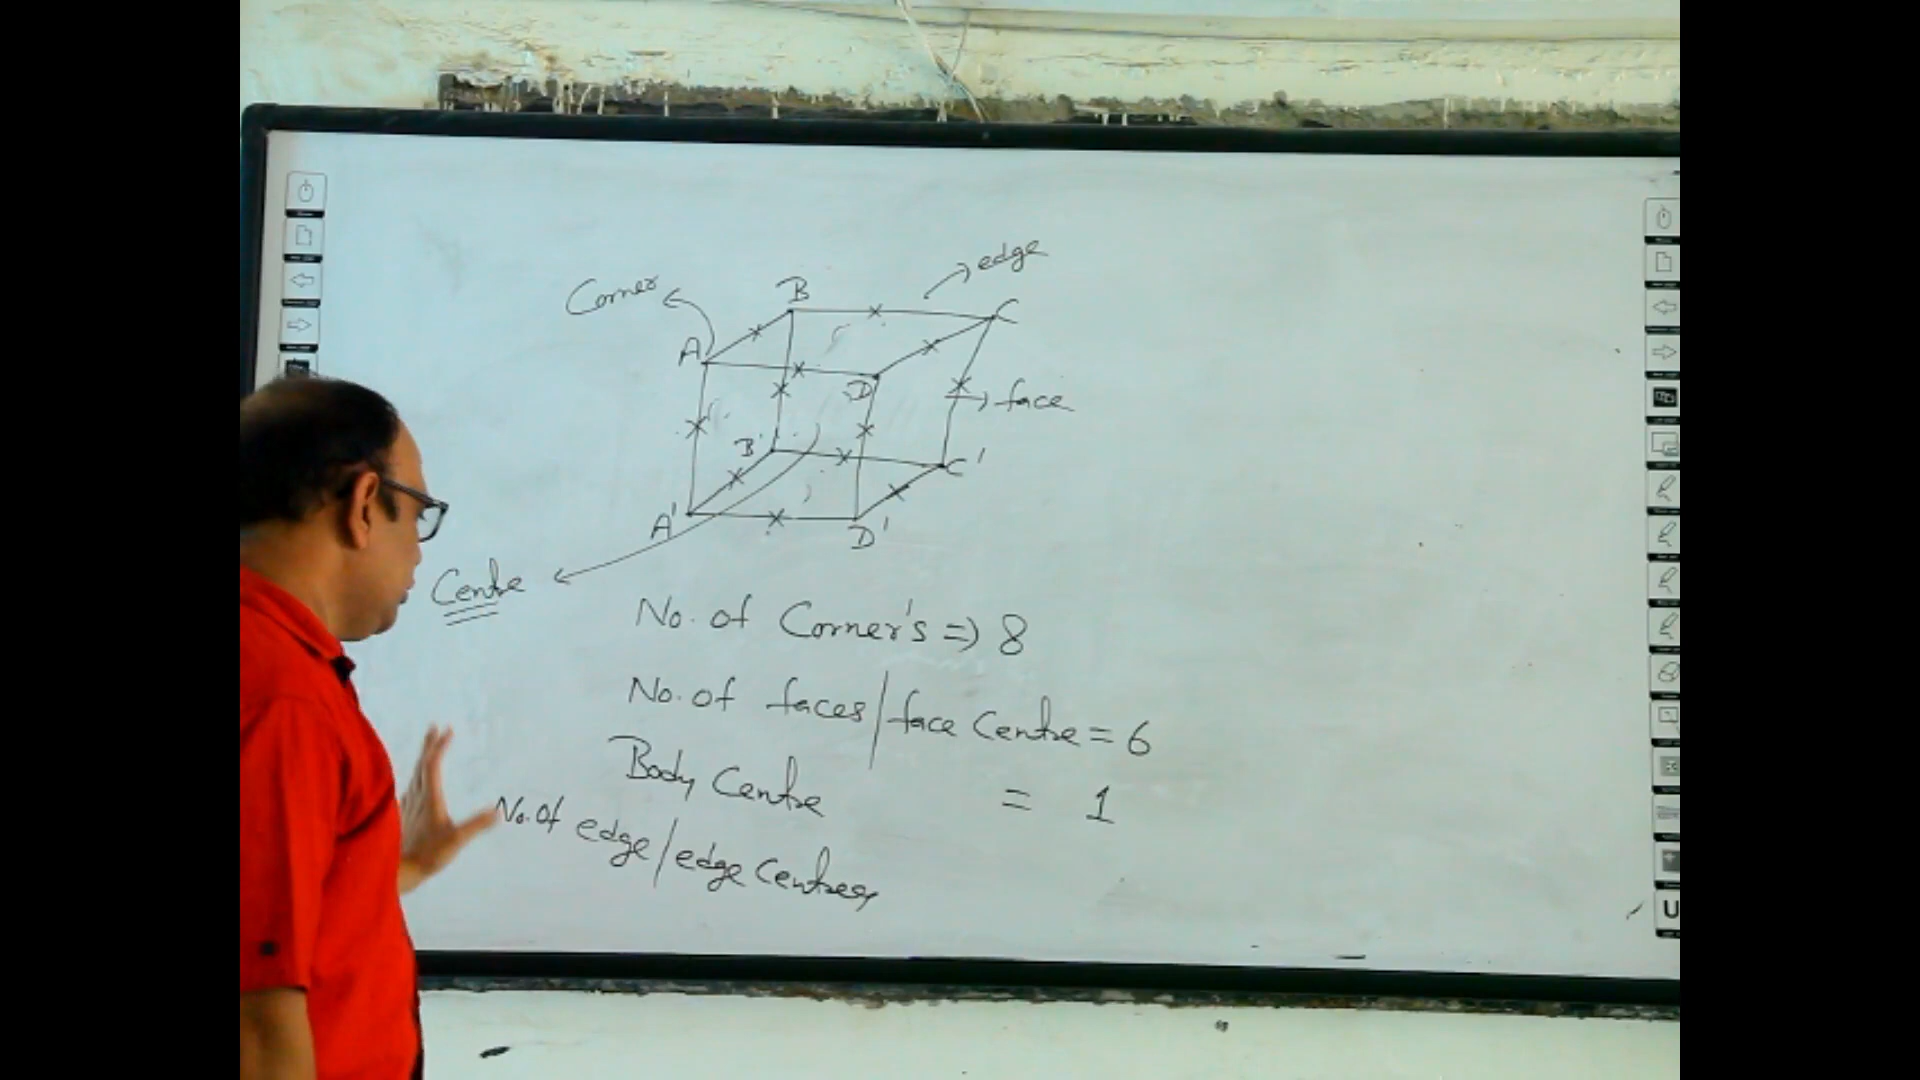 edge
Corner
B
C
A
D
face
B'
C'
A'
D'
Centre
No. of Corner's => 8
No. of faces/face Centre = 6
Body Centre = 1
No. of edge/edge Centres
U